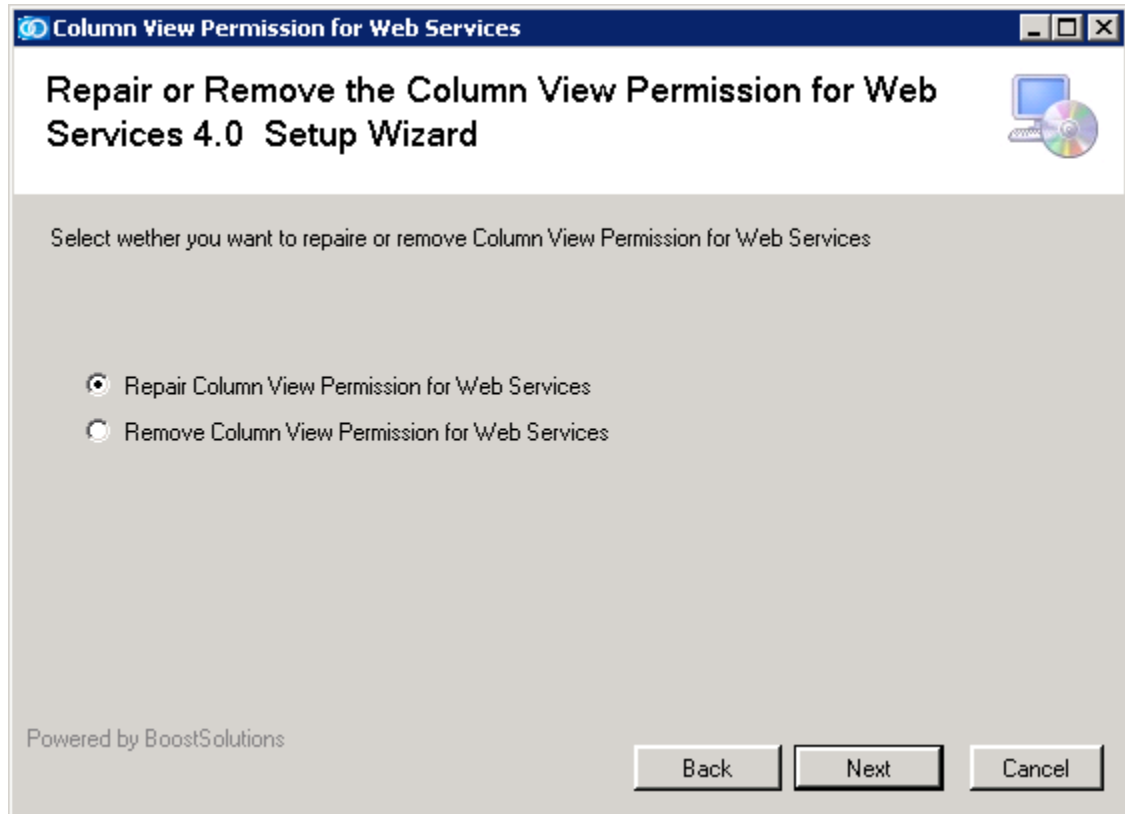 Column View Permission for Web Services
Repair or Remove the Column View Permission for Web
Services 4.0  Setup Wizard
Select wether you want to repaire or remove Column View Permission for Web Services
Repair Column View Permission for Web Services
Remove Column View Permission for Web Services
Powered by BoostSolutions
Back Next Cancel